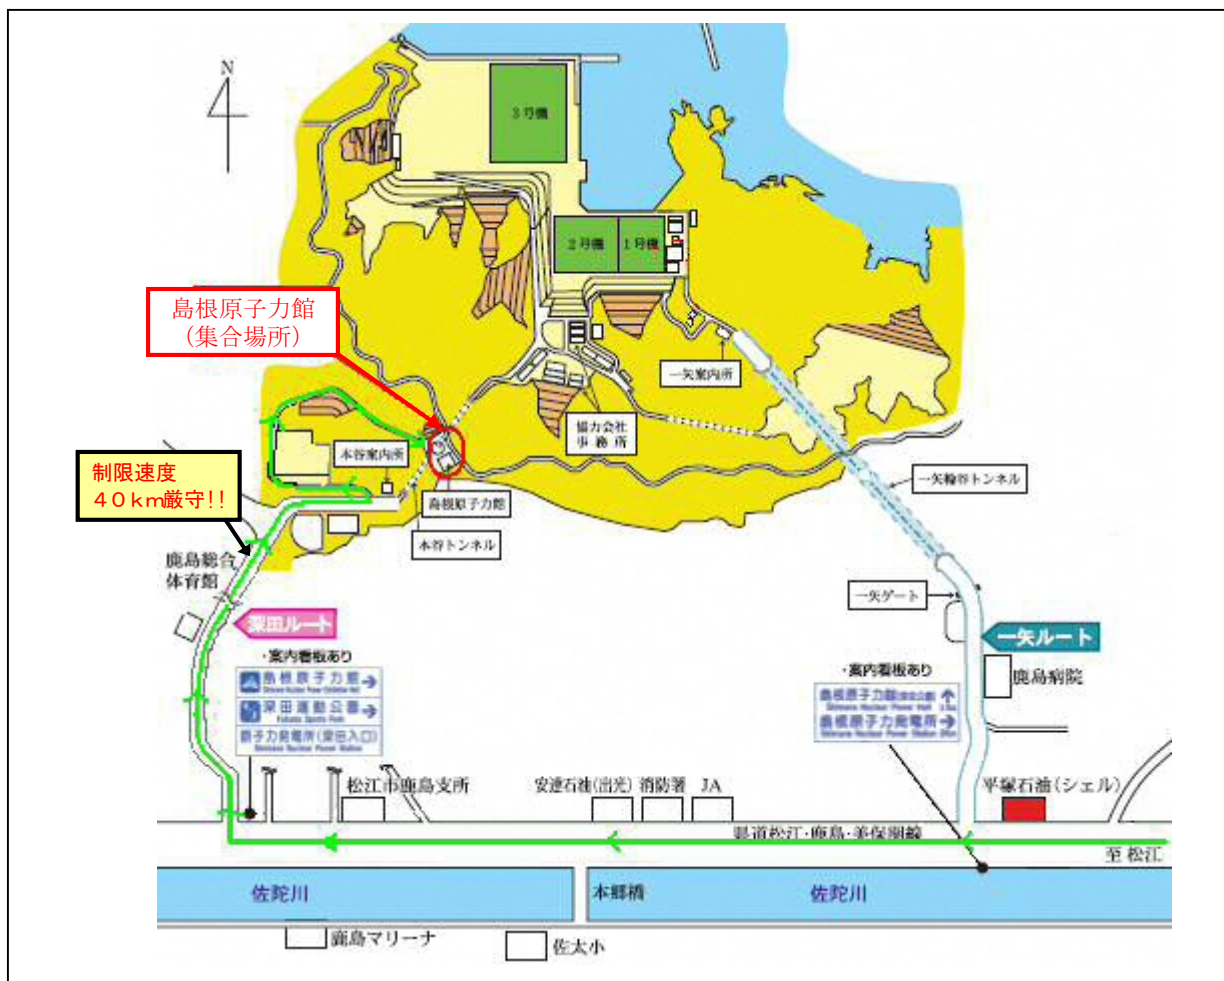 N
3号機
2号機
1号機
島根原子力館
(集合場所)
一矢案内所
協力会社
事務所
本谷案内所
制限速度
40km厳守!!
島根原子力館
一矢輪谷トンネル
本谷トンネル
鹿島総合
体育館
一矢ゲート
深田ルート
一矢ルート
・案内看板あり
島根原子力館→
深田運動公園→
原子力発電所(深田入口)
Shimane Nuclear Power Station
・案内看板あり
島根原子力館(深田公園)↑
島根原子力発電所→
鹿島病院
松江市鹿島支所
安達石油(出光)
消防署
JA
平塚石油(シェル)
県道松江・鹿島・美保関線
至 松江
佐陀川
本郷橋
佐陀川
鹿島マリーナ
佐太小